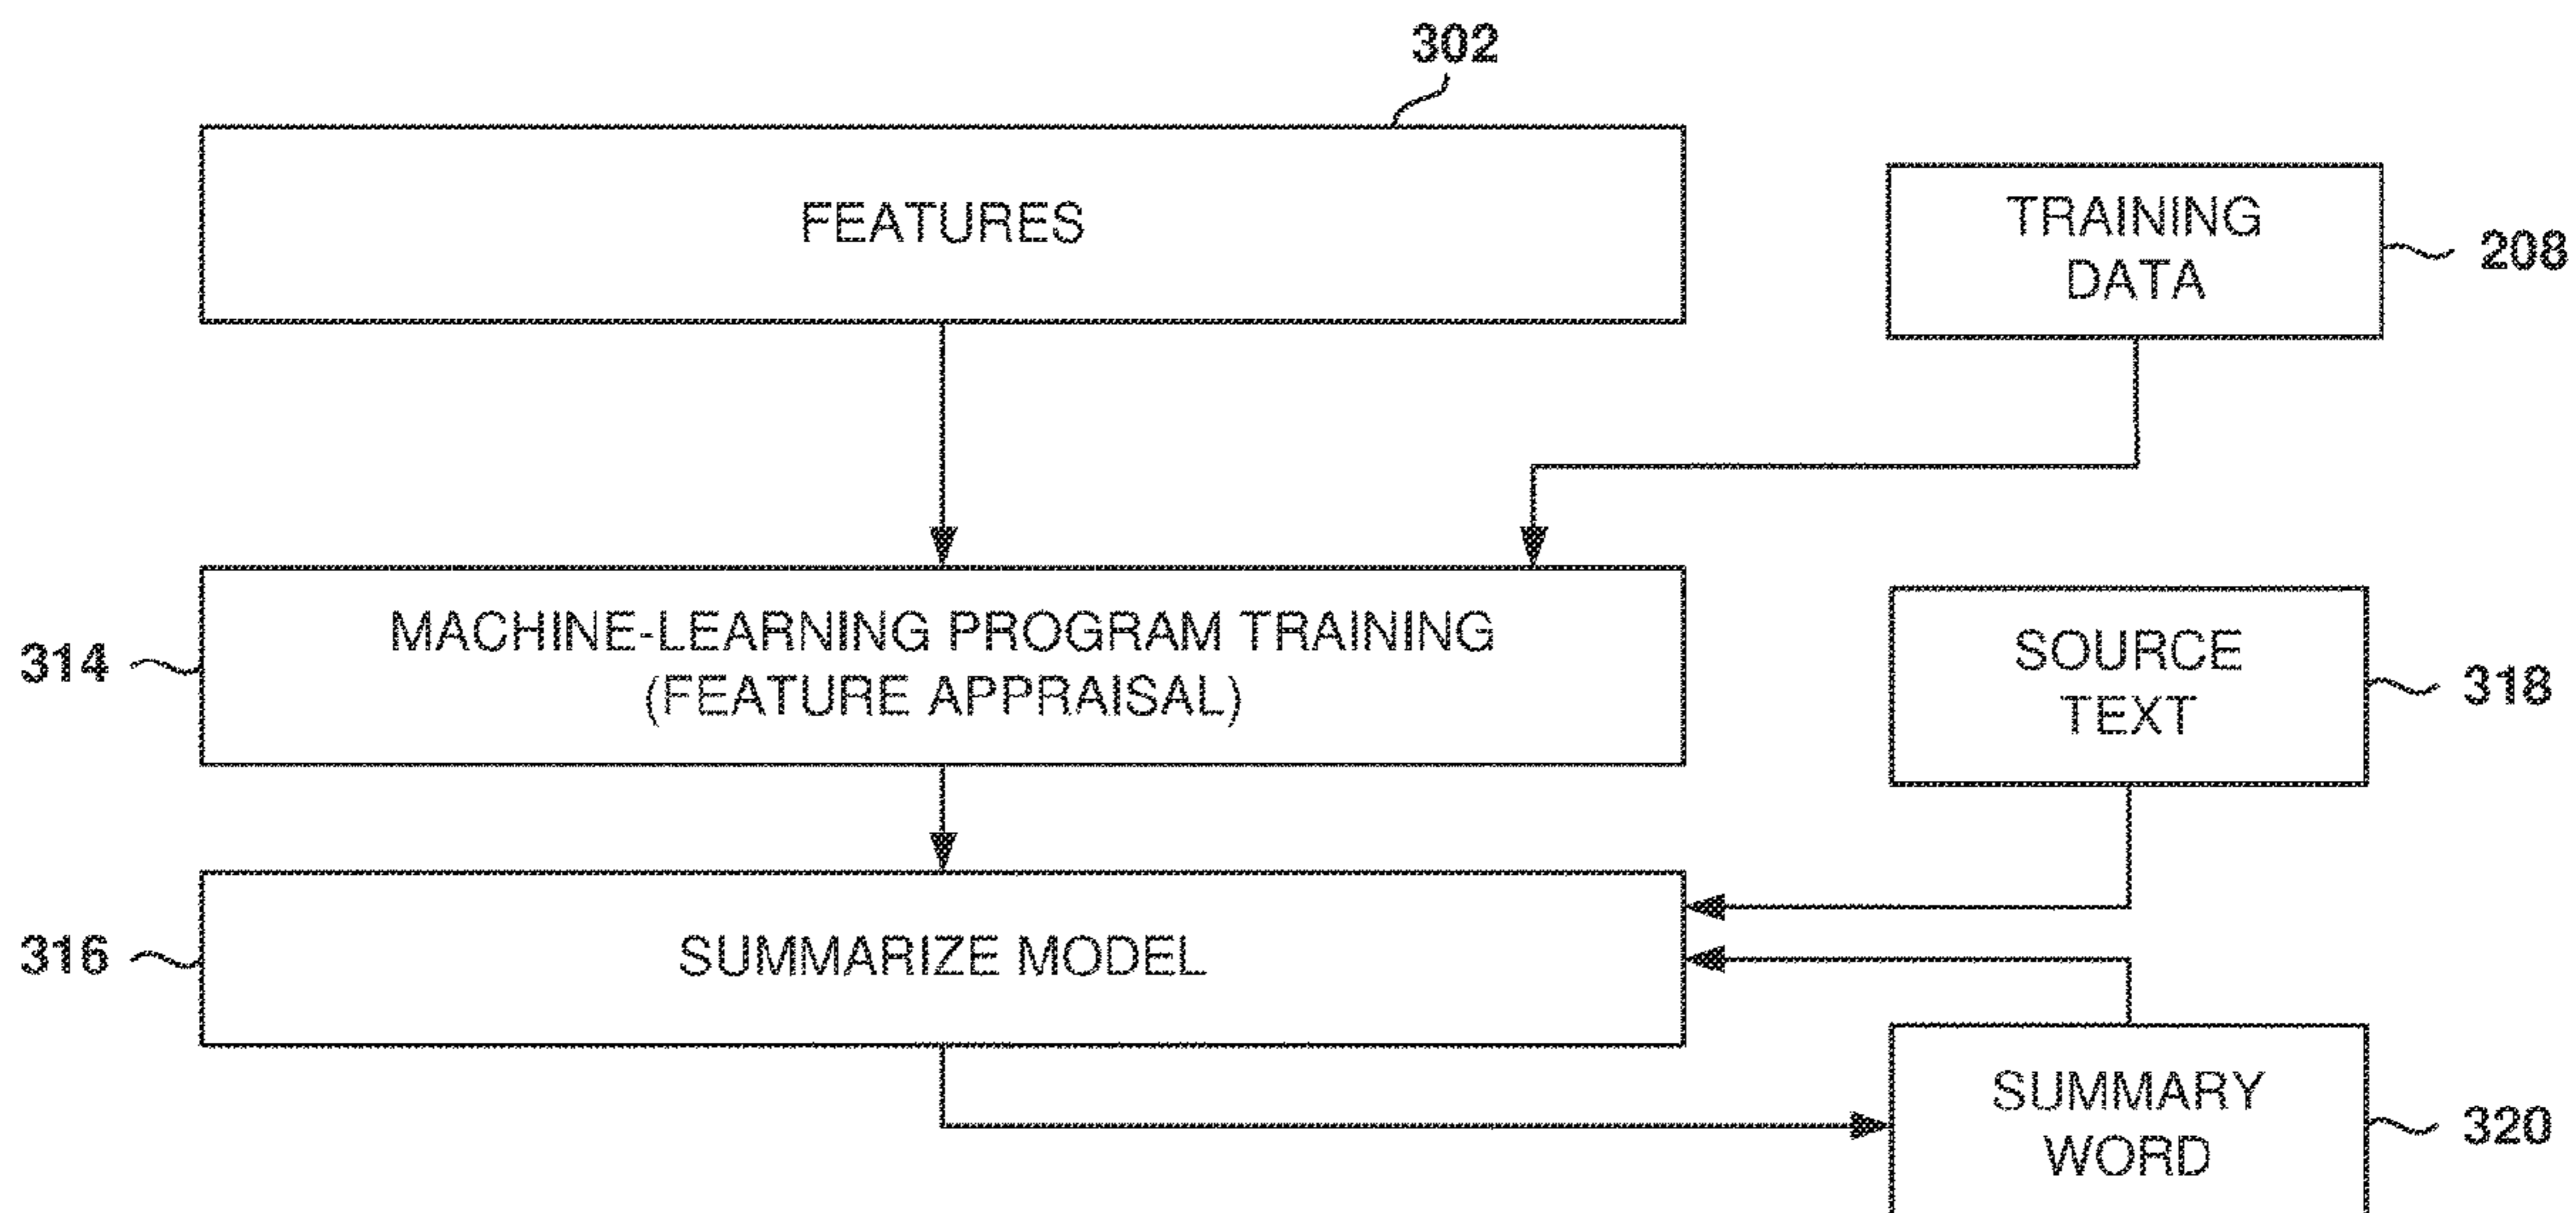 302
FEATURES
TRAINING
DATA
208
314
MACHINE-LEARNING PROGRAM TRAINING
(FEATURE APPRAISAL)
SOURCE
TEXT
318
316
SUMMARIZE MODEL
SUMMARY
WORD
320